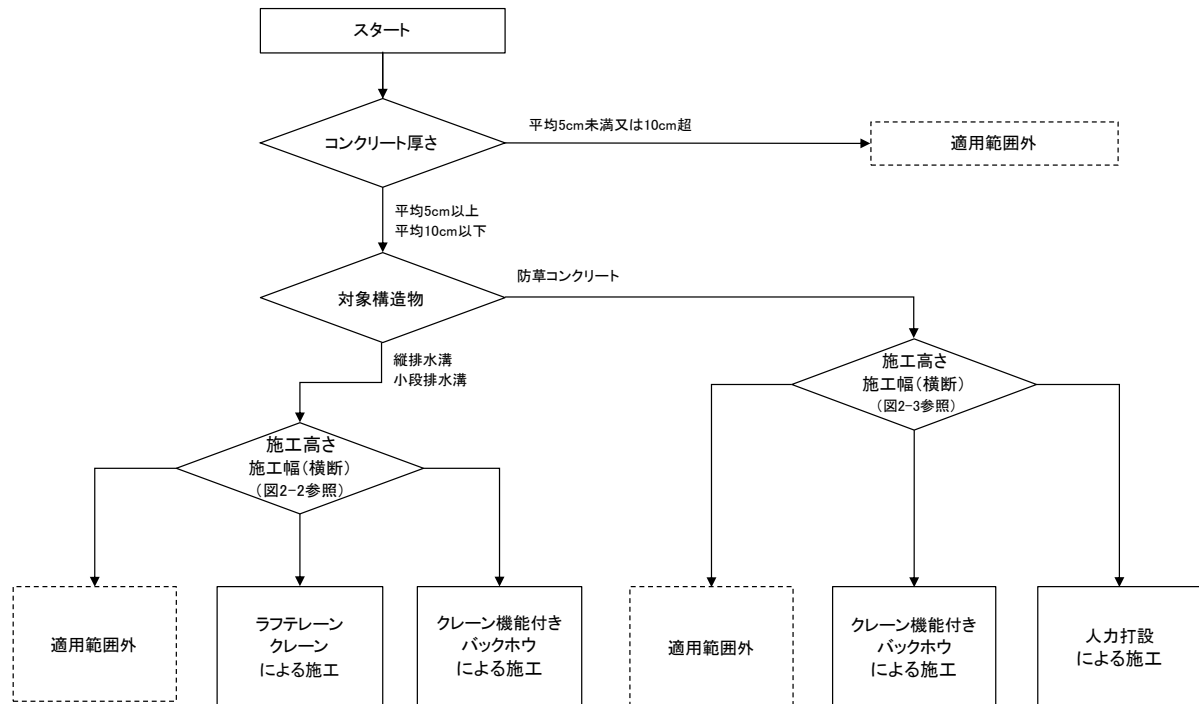 スタート
コンクリート厚さ
平均5cm未満又は10cm超
適用範囲外
平均5cm以上
平均10cm以下
対象構造物
防草コンクリート
縦排水溝
小段排水溝
施工高さ
施工幅(横断)
(図2-3参照)
施工高さ
施工幅(横断)
(図2-2参照)
適用範囲外
ラフテレーン
クレーン
による施工
クレーン機能付き
バックホウ
による施工
適用範囲外
クレーン機能付き
バックホウ
による施工
人力打設
による施工